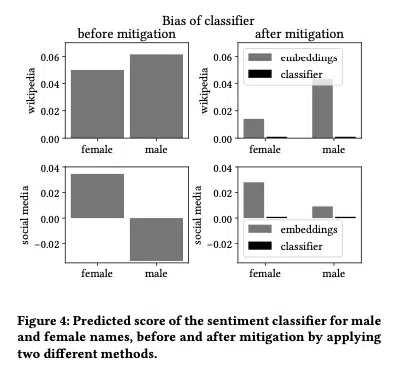 Bias of classifier
before mitigation
after mitigation
0.06
0.04
0.02
0.00
wikipedia
female
male
0.06
0.04
0.02
0.00
wikipedia
embeddings
classifier
female
male
0.04
0.02
0.00
−0.02
social media
female
male
0.04
0.02
0.00
−0.02
social media
embeddings
classifier
female
male
Figure 4: Predicted score of the sentiment classifier for male
and female names, before and after mitigation by applying
two different methods.